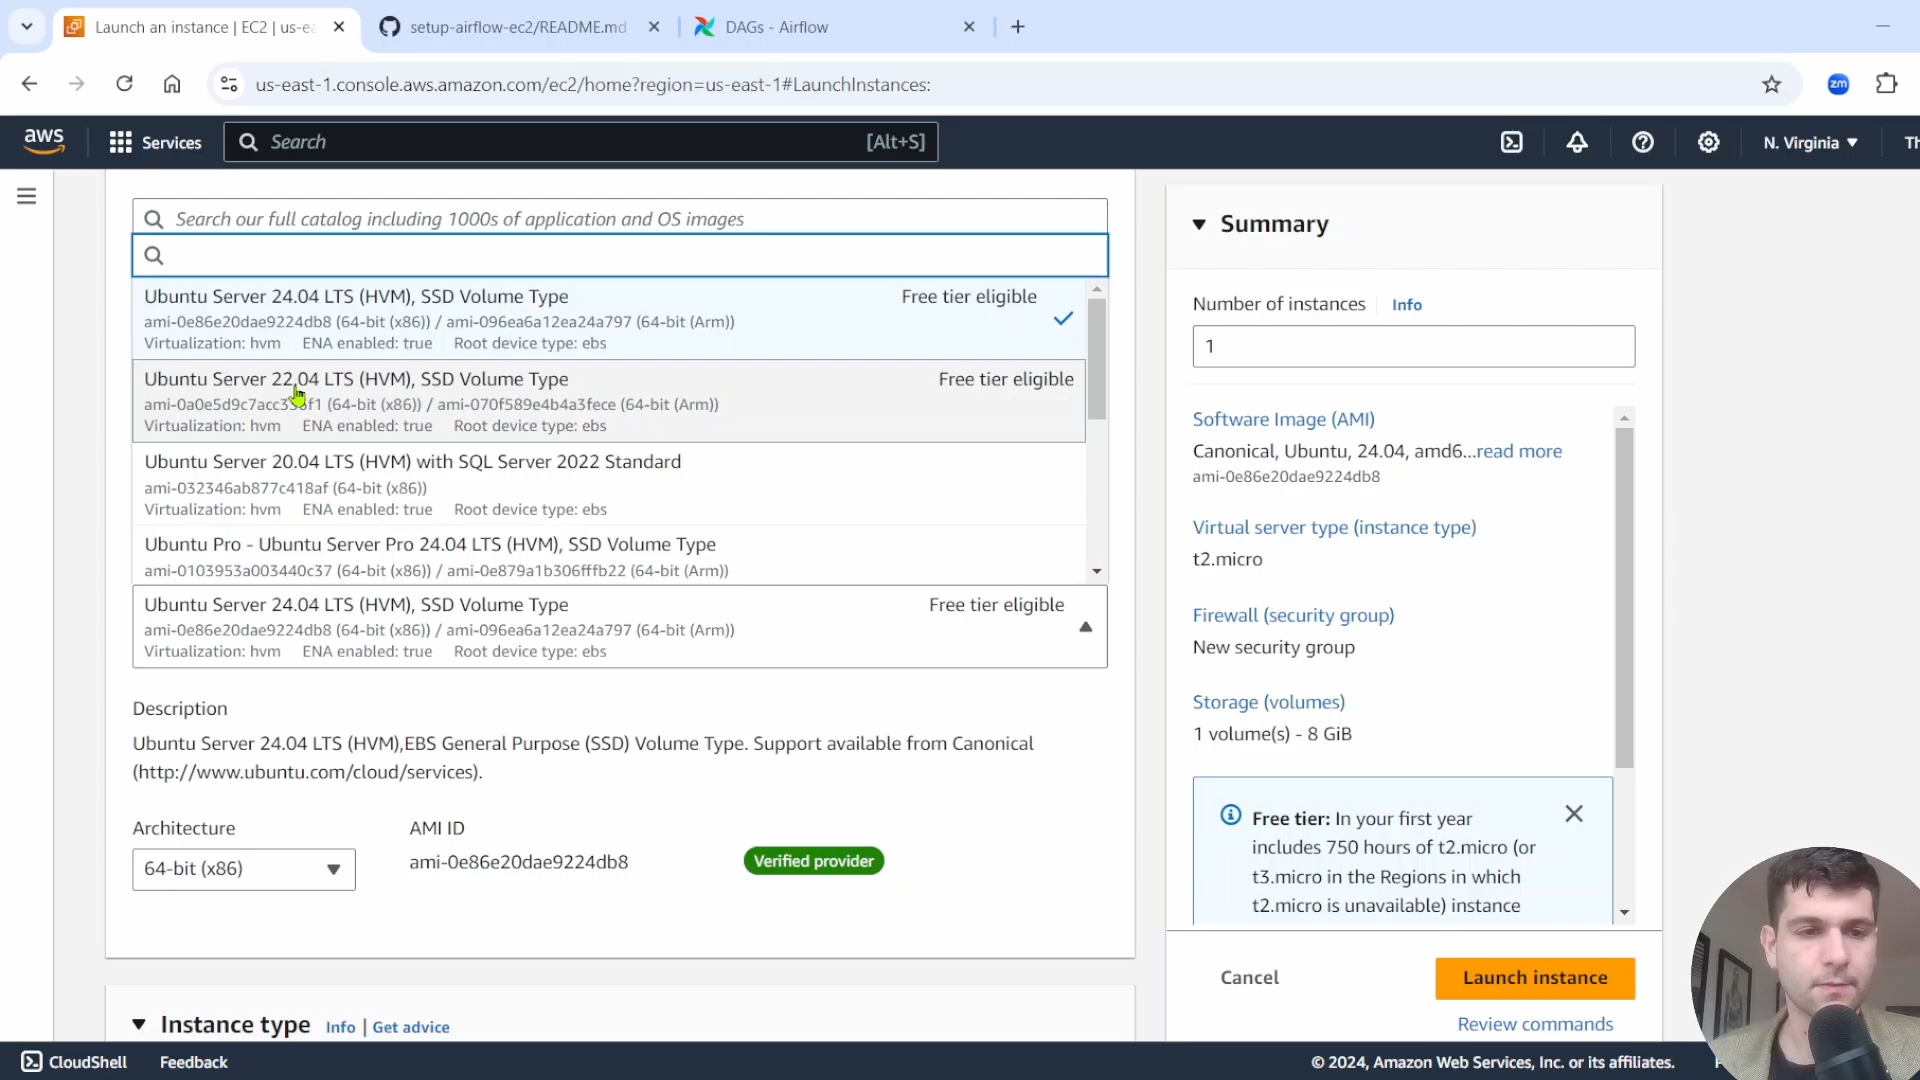 Launch an instance | EC2 | us-ea
setup-airflow-ec2/README.md
DAGs - Airflow
us-east-1.console.aws.amazon.com/ec2/home?region=us-east-1#LaunchInstances:
zm
aws
Services
Search
[Alt+S]
N. Virginia
Th
Search our full catalog including 1000s of application and OS images
Ubuntu Server 24.04 LTS (HVM), SSD Volume Type
Free tier eligible
ami-0e86e20dae9224db8 (64-bit (x86)) / ami-096ea6a12ea24a797 (64-bit (Arm))
Virtualization: hvm ENA enabled: true Root device type: ebs
Ubuntu Server 22.04 LTS (HVM), SSD Volume Type
Free tier eligible
(64-bit (x86)) / ami-070f589e4b4a3fece (64-bit (Arm))
Virtualization: hvm ENA enabled: true Root device type: ebs
Ubuntu Server 20.04 LTS (HVM) with SQL Server 2022 Standard
ami-032346ab877c418af (64-bit (x86))
Virtualization: hvm ENA enabled: true Root device type: ebs
Ubuntu Pro - Ubuntu Server Pro 24.04 LTS (HVM), SSD Volume Type
ami-0103953a003440c37 (64-bit (x86)) / ami-0e879a1b306fffb22 (64-bit (Arm))
Ubuntu Server 24.04 LTS (HVM), SSD Volume Type
Free tier eligible
ami-0e86e20dae9224db8 (64-bit (x86)) / ami-096ea6a12ea24a797 (64-bit (Arm))
Virtualization: hvm ENA enabled: true Root device type: ebs
Description
Ubuntu Server 24.04 LTS (HVM),EBS General Purpose (SSD) Volume Type. Support available from Canonical
(http://www.ubuntu.com/cloud/services).
Architecture
AMI ID
64-bit (x86)
ami-0e86e20dae9224db8
Verified provider
Instance type Info | Get advice
Summary
Number of instances Info
1
Software Image (AMI)
Canonical, Ubuntu, 24.04, amd6...read more
ami-0e86e20dae9224db8
Virtual server type (instance type)
t2.micro
Firewall (security group)
New security group
Storage (volumes)
1 volume(s) - 8 GiB
Free tier: In your first year
includes 750 hours of t2.micro (or
t3.micro in the Regions in which
t2.micro is unavailable) instance
Cancel
Launch instance
Review commands
CloudShell
Feedback
© 2024, Amazon Web Services, Inc. or its affiliates.